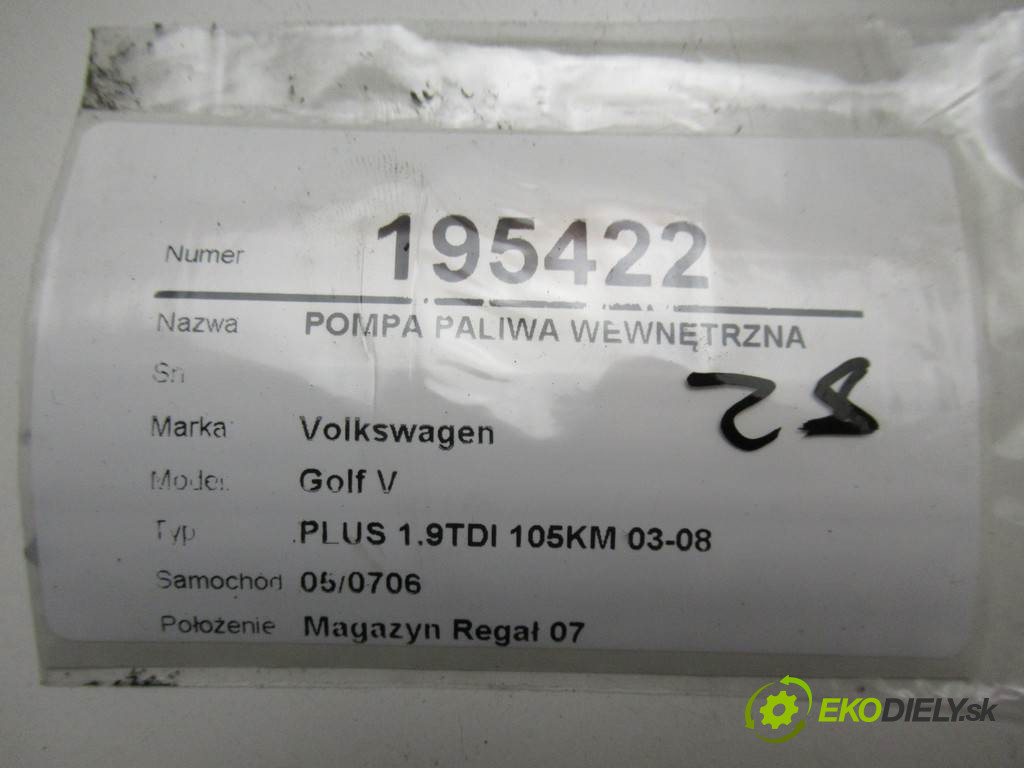 Numer 195422
Nazwa POMPA PALIWA WEWNĘTRZNA
Sn
Marka Volkswagen
Model Golf V
Typ PLUS 1.9TDI 105KM 03-08
Samochód 05/0706
Położenie Magazyn Regał 07
EKODIELY.sk